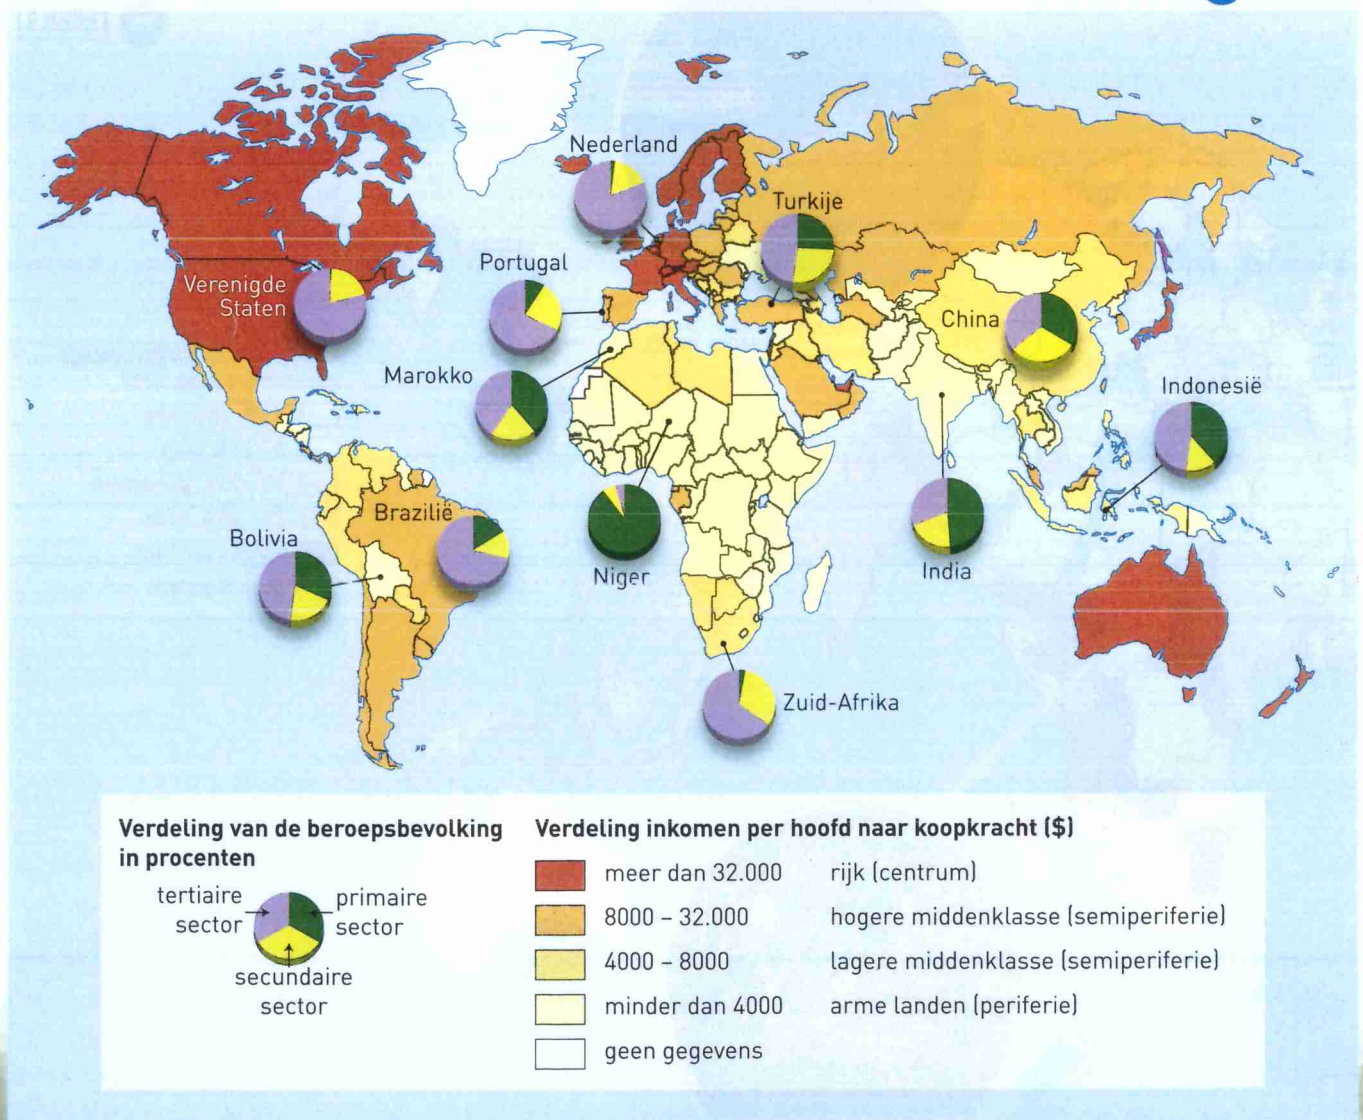 Nederland
Turkije
Portugal
Verenigde
Staten
China
Marokko
Indonesië
Brazilië
Bolivia
Niger
India
Zuid-Afrika
Verdeling van de beroepsbevolking
in procenten
tertiaire
sector
primaire
sector
secundaire
sector
Verdeling inkomen per hoofd naar koopkracht ($)
meer dan 32.000 rijk (centrum)
8000 – 32.000 hogere middenklasse (semiperiferie)
4000 – 8000 lagere middenklasse (semiperiferie)
minder dan 4000 arme landen (periferie)
geen gegevens